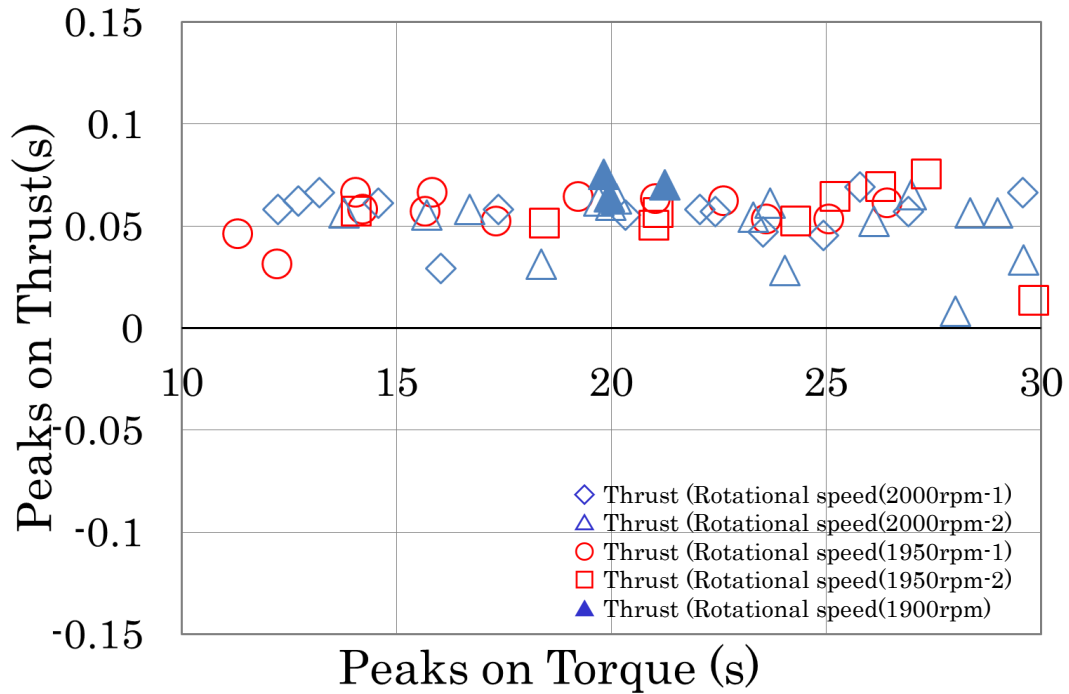 0.15
0.1
0.05
0
-0.05
-0.1
-0.15
10 15 20 25 30
Peaks on Thrust(s)
Peaks on Torque (s)
Thrust (Rotational speed(2000rpm-1)
Thrust (Rotational speed(2000rpm-2)
Thrust (Rotational speed(1950rpm-1)
Thrust (Rotational speed(1950rpm-2)
Thrust (Rotational speed(1900rpm)